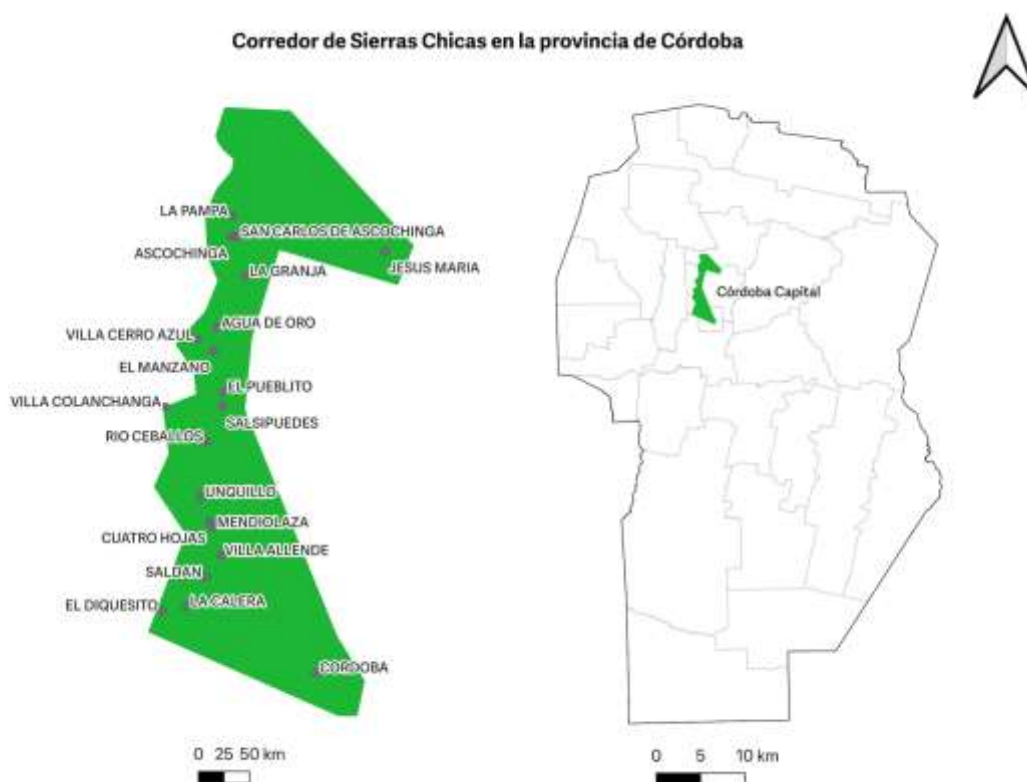 Corredor de Sierras Chicas en la provincia de Córdoba
LA PAMPA
SAN CARLOS DE ASCOCHINGA
ASCOCHINGA
JESUS MARIA
LA GRANJA
AGUA DE ORO
VILLA CERRO AZUL
EL MANZANO
EL PUEBLITO
VILLA COLANCHANGA
SALSIPUEDES
RIO CEBALLOS
UNQUILLO
MENDIOLAZA
CUATRO HOJAS
VILLA ALLENDE
SALDAN
EL DIQUESITO
LA CALERA
CORDOBA
0 25 50 km
Córdoba Capital
0 5 10 km